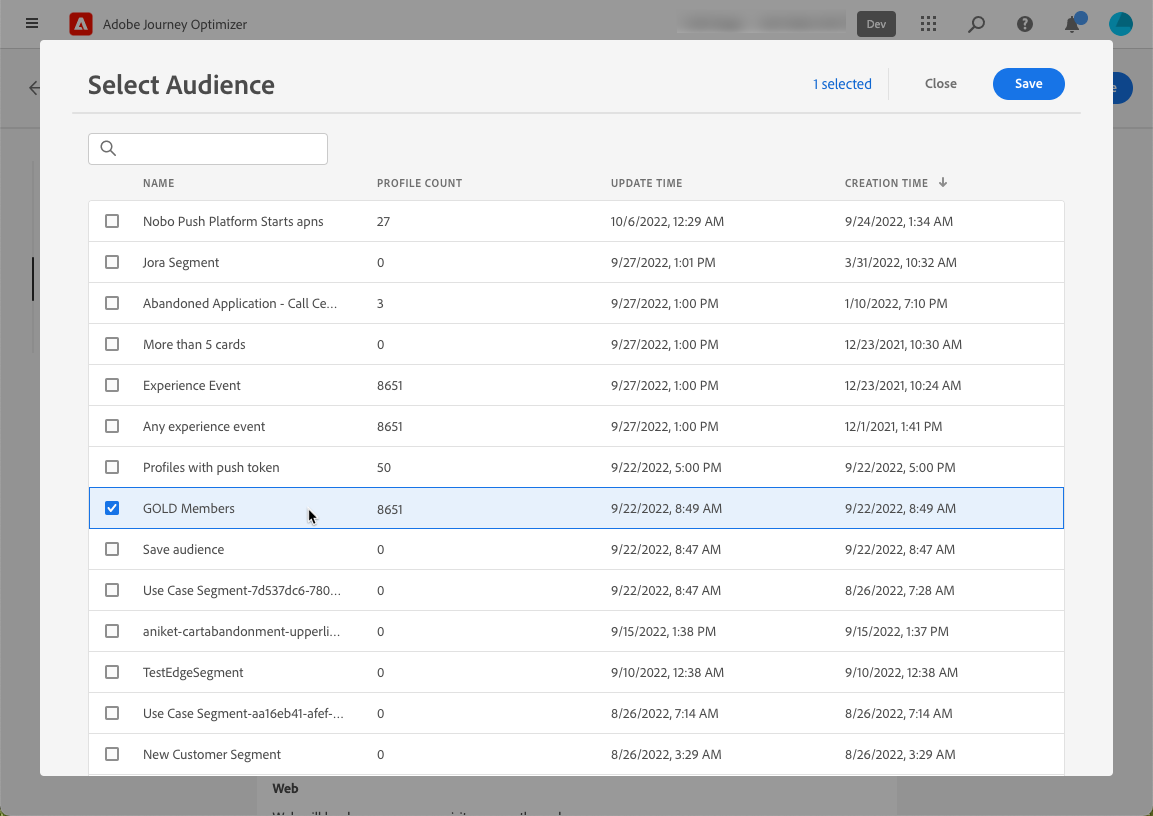 Adobe Journey Optimizer
Dev
Select Audience
1 selected
Close
Save
NAME PROFILE COUNT UPDATE TIME CREATION TIME
Nobo Push Platform Starts apns 27 10/6/2022, 12:29 AM 9/24/2022, 1:34 AM
Jora Segment 0 9/27/2022, 1:01 PM 3/31/2022, 10:32 AM
Abandoned Application - Call Ce... 3 9/27/2022, 1:00 PM 1/10/2022, 7:10 PM
More than 5 cards 0 9/27/2022, 1:00 PM 12/23/2021, 10:30 AM
Experience Event 8651 9/27/2022, 1:00 PM 12/23/2021, 10:24 AM
Any experience event 8651 9/27/2022, 1:00 PM 12/1/2021, 1:41 PM
Profiles with push token 50 9/22/2022, 5:00 PM 9/22/2022, 5:00 PM
GOLD Members 8651 9/22/2022, 8:49 AM 9/22/2022, 8:49 AM
Save audience 0 9/22/2022, 8:47 AM 9/22/2022, 8:47 AM
Use Case Segment-7d537dc6-780... 0 9/22/2022, 8:47 AM 8/26/2022, 7:28 AM
aniket-cartabandonment-upperli... 0 9/15/2022, 1:38 PM 9/15/2022, 1:37 PM
TestEdgeSegment 0 9/10/2022, 12:38 AM 9/10/2022, 12:38 AM
Use Case Segment-aa16eb41-afef-... 0 8/26/2022, 7:14 AM 8/26/2022, 7:14 AM
New Customer Segment 0 8/26/2022, 3:29 AM 8/26/2022, 3:29 AM
Web